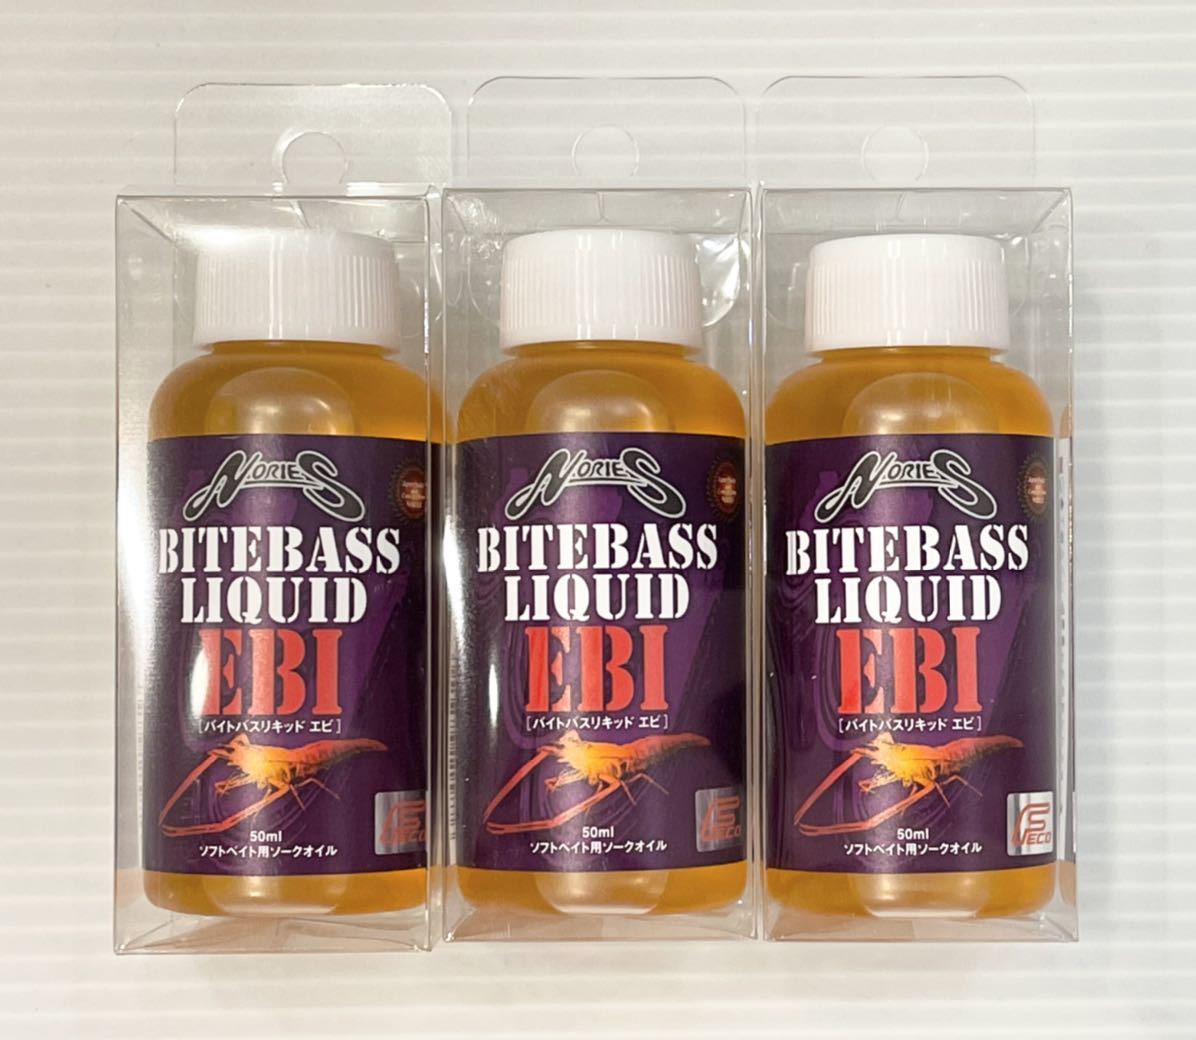 NORIES
BITEBASS
LIQUID
EBI
[バイトバスリキッド エビ]
50ml
ソフトベイト用ソークオイル
FECO
NORIES
BITEBASS
LIQUID
EBI
[バイトバスリキッド エビ]
50ml
ソフトベイト用ソークオイル
FECO
NORIES
BITEBASS
LIQUID
EBI
[バイトバスリキッド エビ]
50ml
ソフトベイト用ソークオイル
FECO